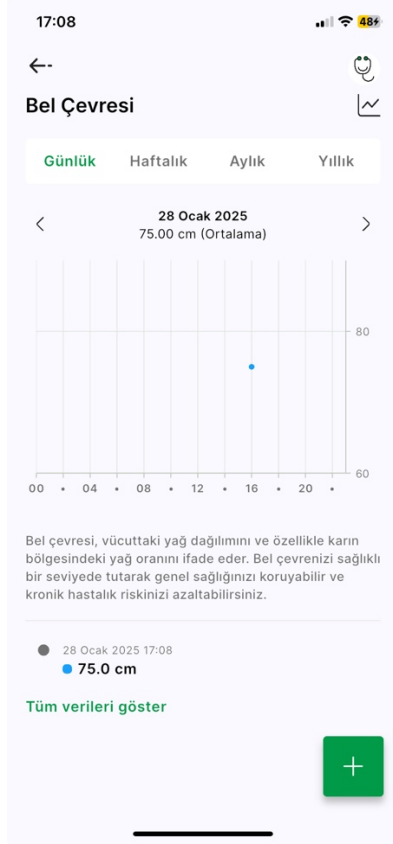 17:08
48
Bel Çevresi
Günlük Haftalık Aylık Yıllık
28 Ocak 2025
75.00 cm (Ortalama)
80
60
00 • 04 • 08 • 12 • 16 • 20 •
Bel çevresi, vücuttaki yağ dağılımını ve özellikle karın
bölgesindeki yağ oranını ifade eder. Bel çevrenizi sağlıklı
bir seviyede tutarak genel sağlığınızı koruyabilir ve
kronik hastalık riskinizi azaltabilirsiniz.
28 Ocak 2025 17:08
75.0 cm
Tüm verileri göster